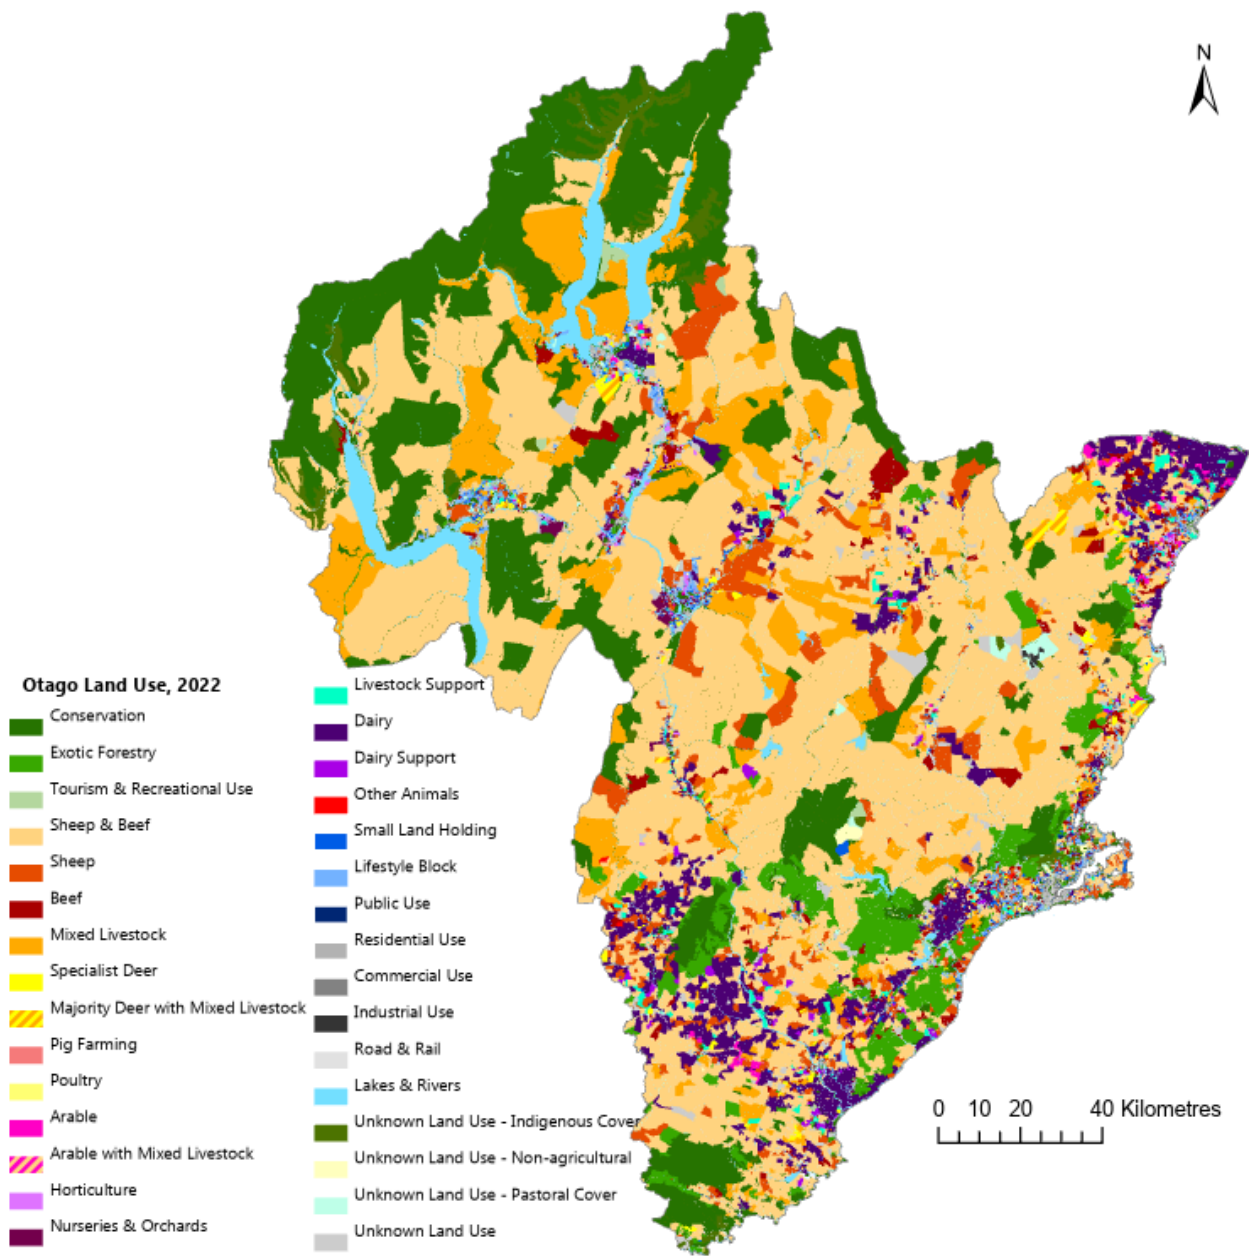 N
Otago Land Use, 2022
Conservation
Exotic Forestry
Tourism & Recreational Use
Sheep & Beef
Sheep
Beef
Mixed Livestock
Specialist Deer
Majority Deer with Mixed Livestock
Pig Farming
Poultry
Arable
Arable with Mixed Livestock
Horticulture
Nurseries & Orchards
Livestock Support
Dairy
Dairy Support
Other Animals
Small Land Holding
Lifestyle Block
Public Use
Residential Use
Commercial Use
Industrial Use
Road & Rail
Lakes & Rivers
Unknown Land Use - Indigenous Cover
Unknown Land Use - Non-agricultural
Unknown Land Use - Pastoral Cover
Unknown Land Use
0 10 20 40 Kilometres